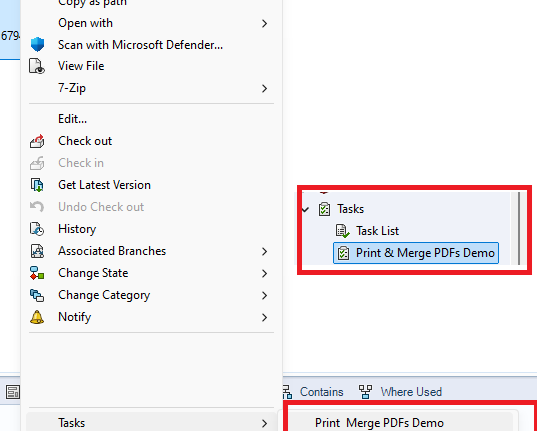 Copy as path
Open with
679
Scan with Microsoft Defender...
View File
7-Zip
Edit...
Check out
Check in
Get Latest Version
Undo Check out
History
Associated Branches
Change State
Change Category
Notify
Tasks
Task List
Print & Merge PDFs Demo
Contains
Where Used
Tasks
Print Merge PDFs Demo